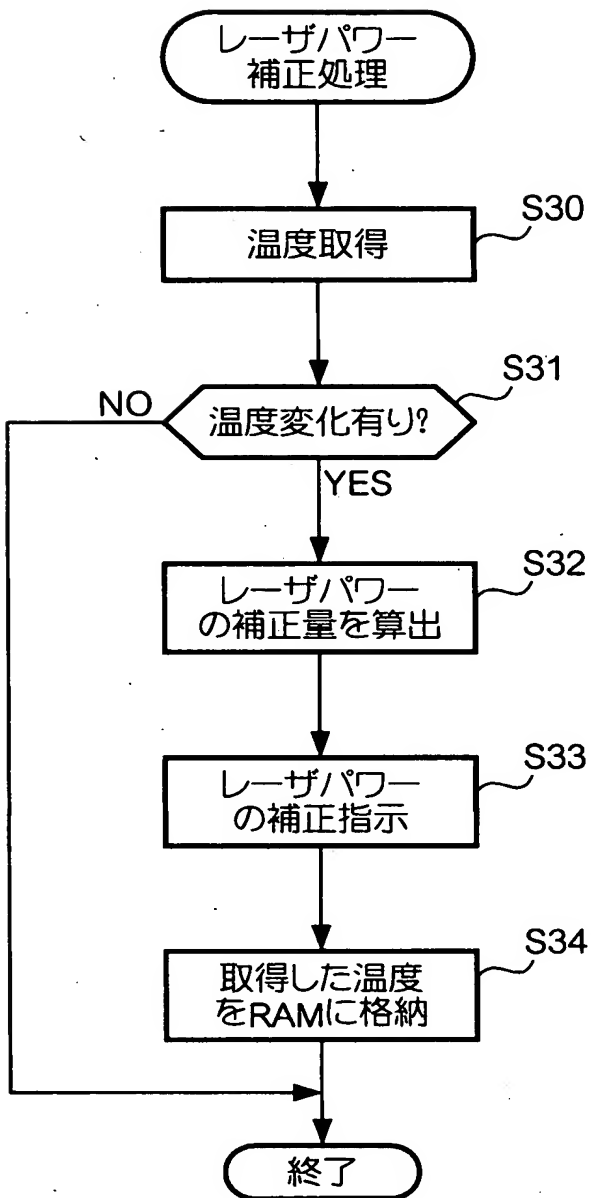 レーザパワー
補正処理
S30
温度取得
S31
NO
温度変化有り?
YES
S32
レーザパワー
の補正量を算出
S33
レーザパワー
の補正指示
S34
取得した温度
をRAMに格納
終了